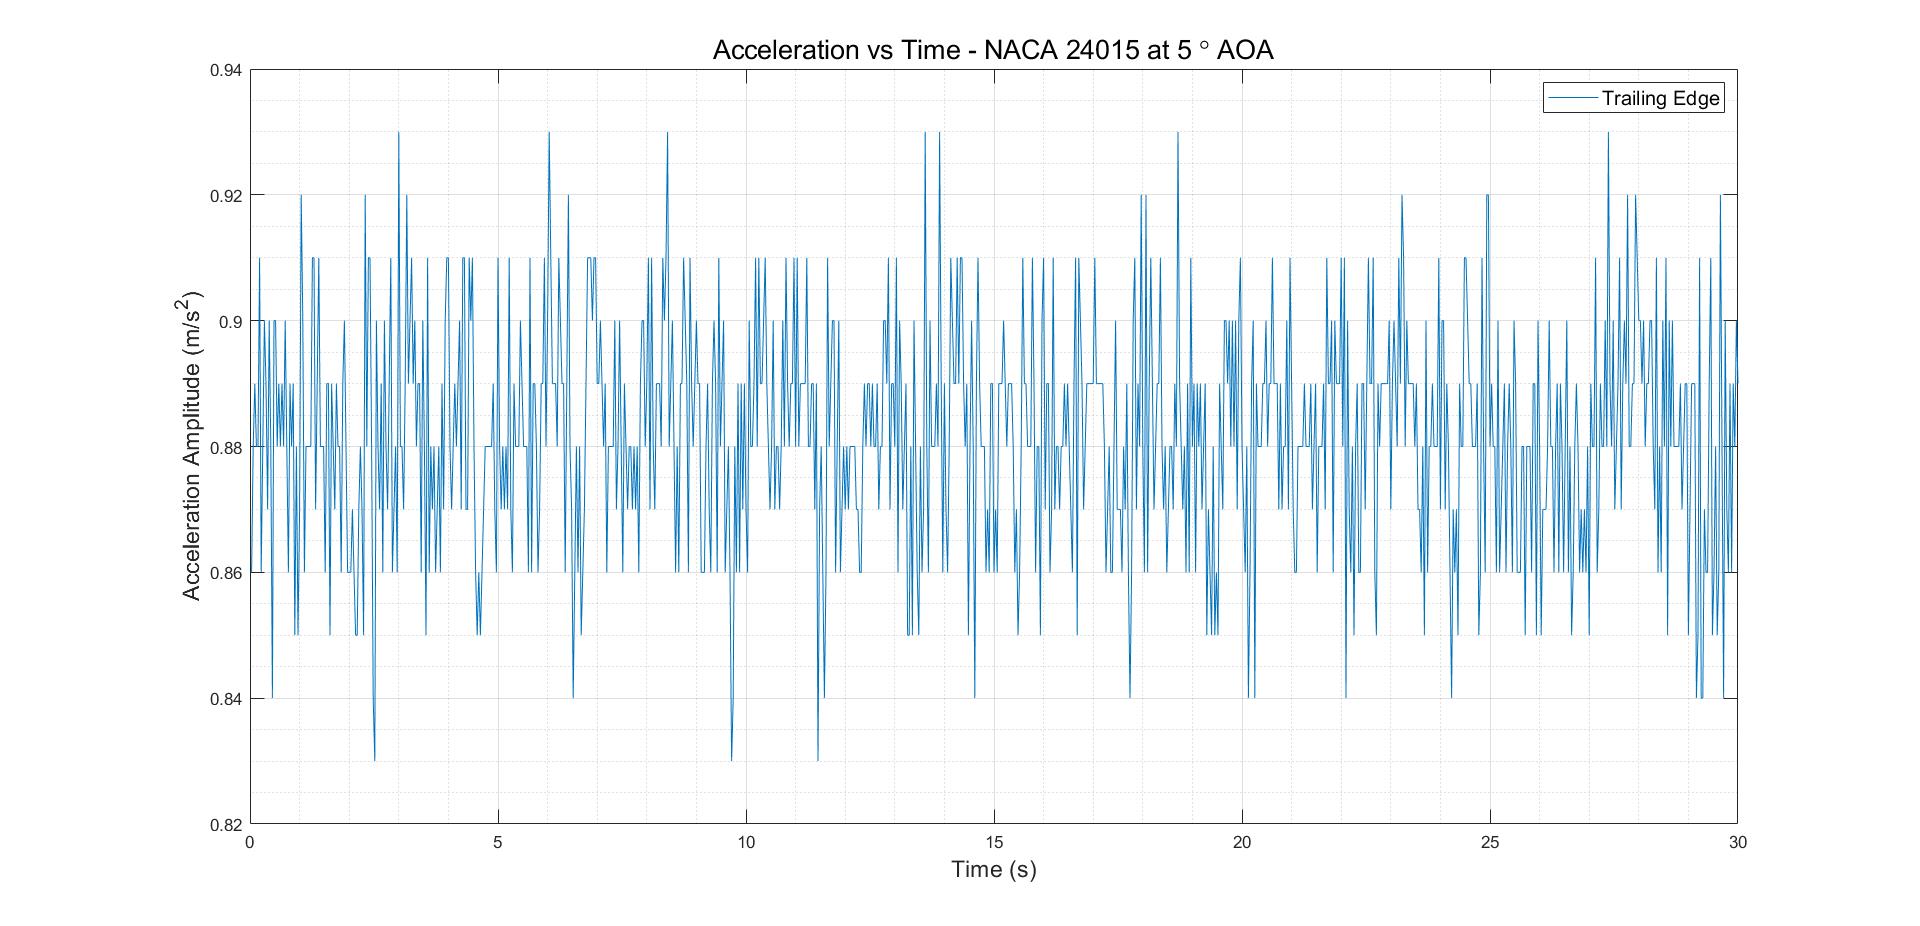 Acceleration vs Time - NACA 24015 at 5 ° AOA
Trailing Edge
Acceleration Amplitude (m/s²)
0.94
0.92
0.9
0.88
0.86
0.84
0.82
0 5 10 15 20 25 30
Time (s)